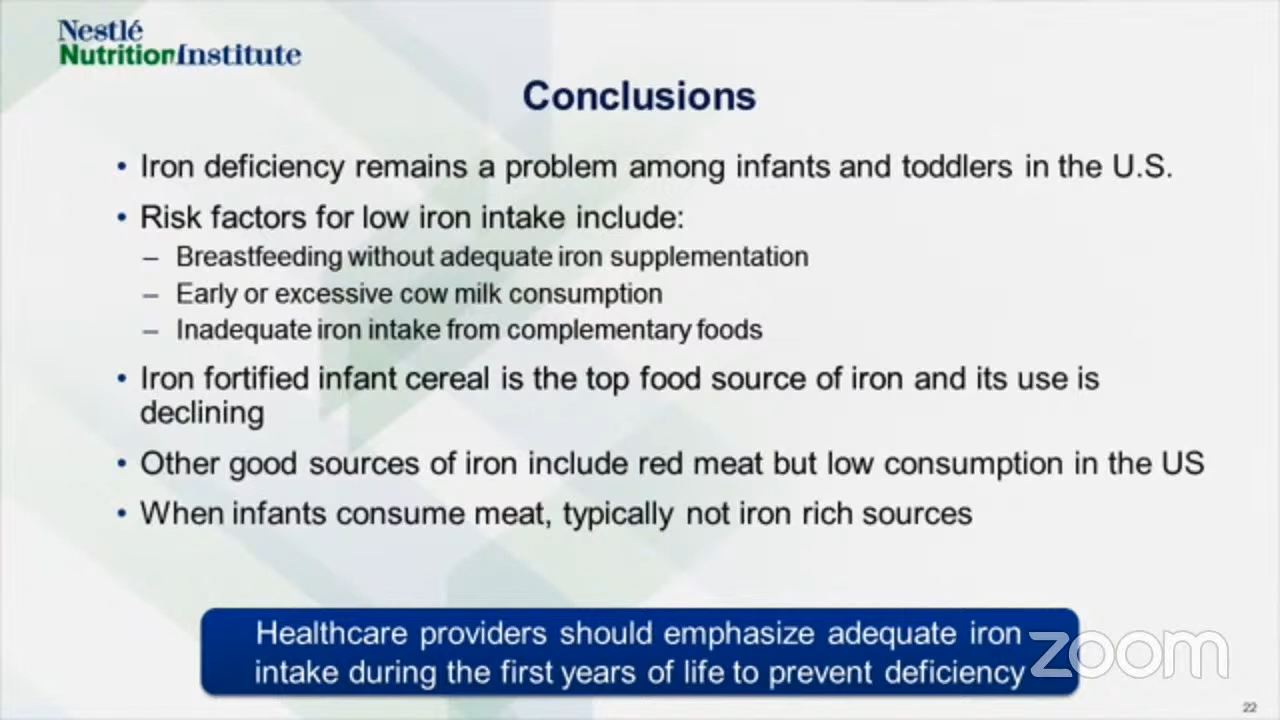 Nestlé
NutritionInstitute
Conclusions
• Iron deficiency remains a problem among infants and toddlers in the U.S.
• Risk factors for low iron intake include:
– Breastfeeding without adequate iron supplementation
– Early or excessive cow milk consumption
– Inadequate iron intake from complementary foods
• Iron fortified infant cereal is the top food source of iron and its use is
declining
• Other good sources of iron include red meat but low consumption in the US
• When infants consume meat, typically not iron rich sources
Healthcare providers should emphasize adequate iron
intake during the first years of life to prevent deficiency
zoom
22